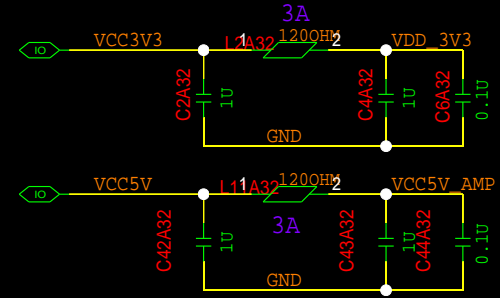 3A
VCC3V3 L2A32 1 120OHM 2 VDD_3V3
IO
C2A32 1U C4A32 1U C6A32 0.1U
GND
VCC5V L11A32 1 120OHM 2 VCC5V_AMP
IO
3A
C42A32 1U C43A32 1U C44A32 0.1U
GND